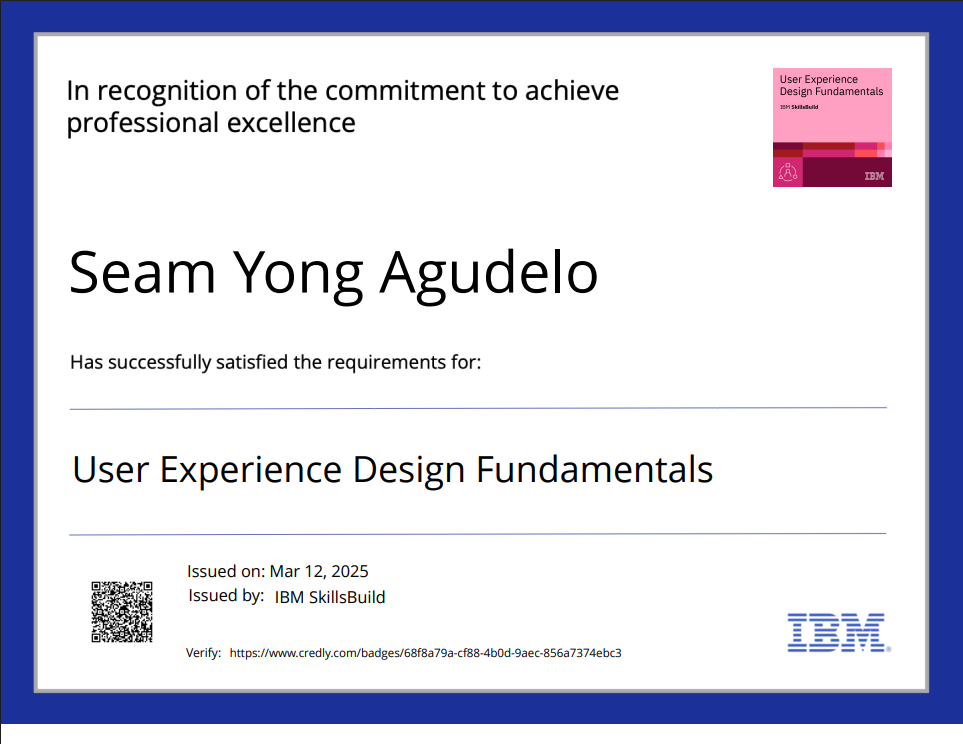 In recognition of the commitment to achieve
professional excellence
User Experience
Design Fundamentals
IBM SkillsBuild
IBM
Seam Yong Agudelo
Has successfully satisfied the requirements for:
User Experience Design Fundamentals
Issued on: Mar 12, 2025
Issued by: IBM SkillsBuild
Verify: https://www.credly.com/badges/68f8a79a-cf88-4b0d-9aec-856a7374ebc3
IBM®